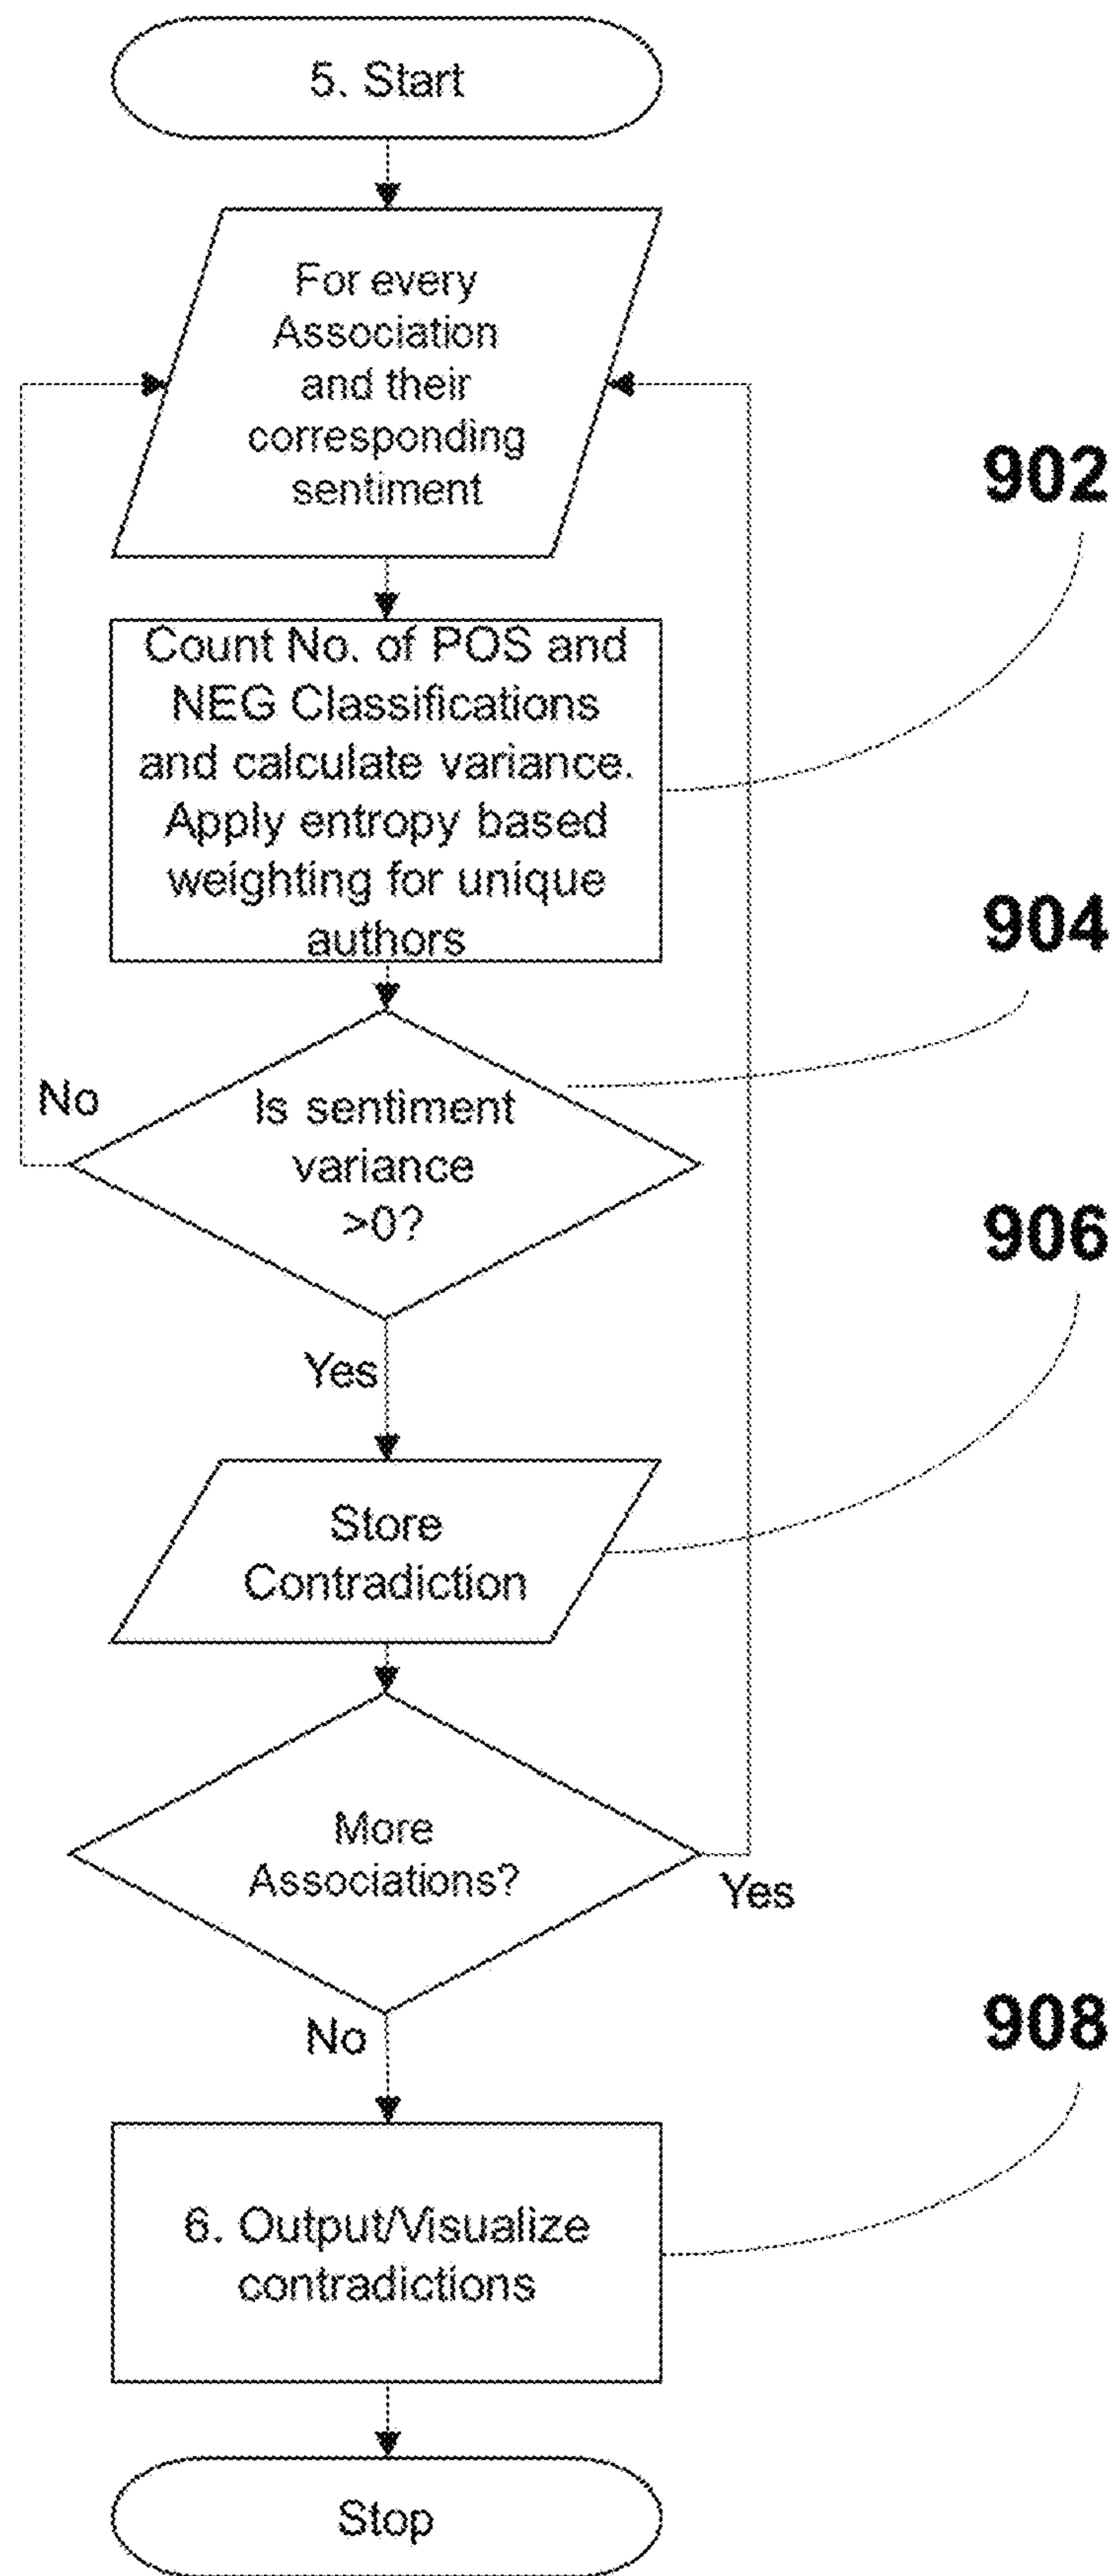 5. Start
For every
Association
and their
corresponding
sentiment
902
Count No. of POS and
NEG Classifications
and calculate variance.
Apply entropy based
weighting for unique
authors
904
No
Is sentiment
variance
>0?
906
Yes
Store
Contradiction
More
Associations?
Yes
No
908
6. Output/Visualize
contradictions
Stop